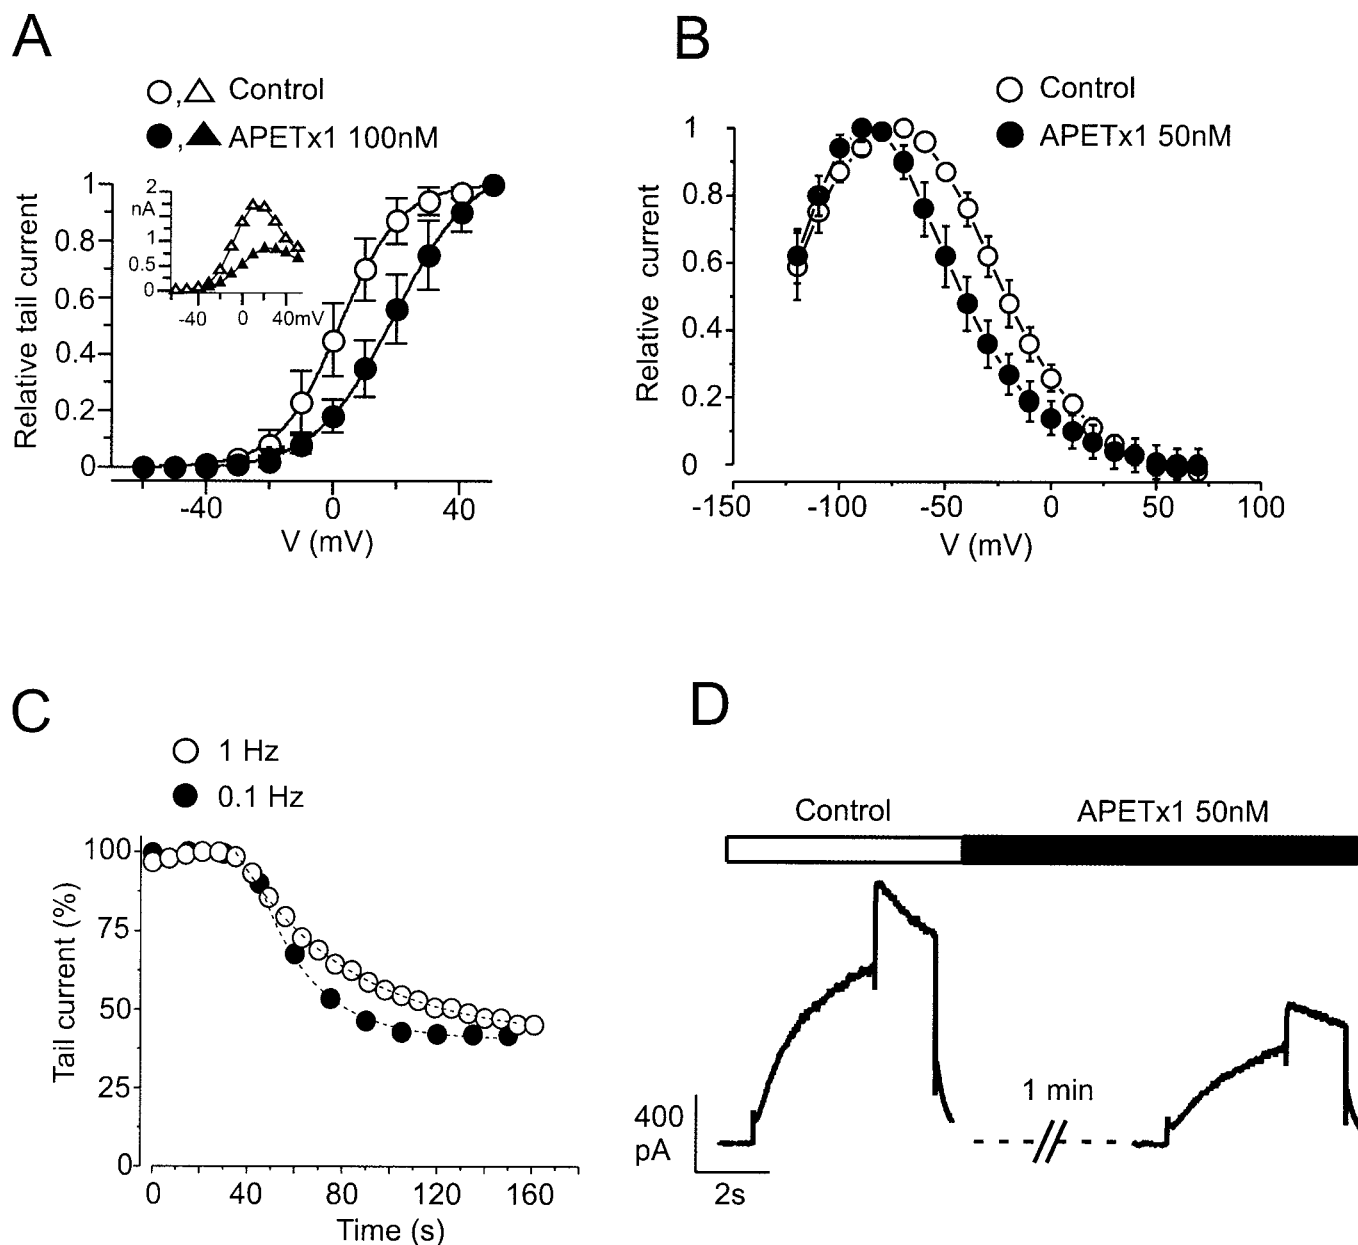 A
B
○,△ Control
●,▲ APETx1 100nM
○ Control
● APETx1 50nM
Relative tail current
1
0.8
0.6
0.4
0.2
0
2
nA
1
0.5
0
-40 0 40mV
-40 0 40
V (mV)
Relative current
1
0.8
0.6
0.4
0.2
0
-150 -100 -50 0 50 100
V (mV)
C
D
○ 1 Hz
● 0.1 Hz
Tail current (%)
100
75
50
25
0
0 40 80 120 160
Time (s)
Control APETx1 50nM
1 min
400
pA
2s